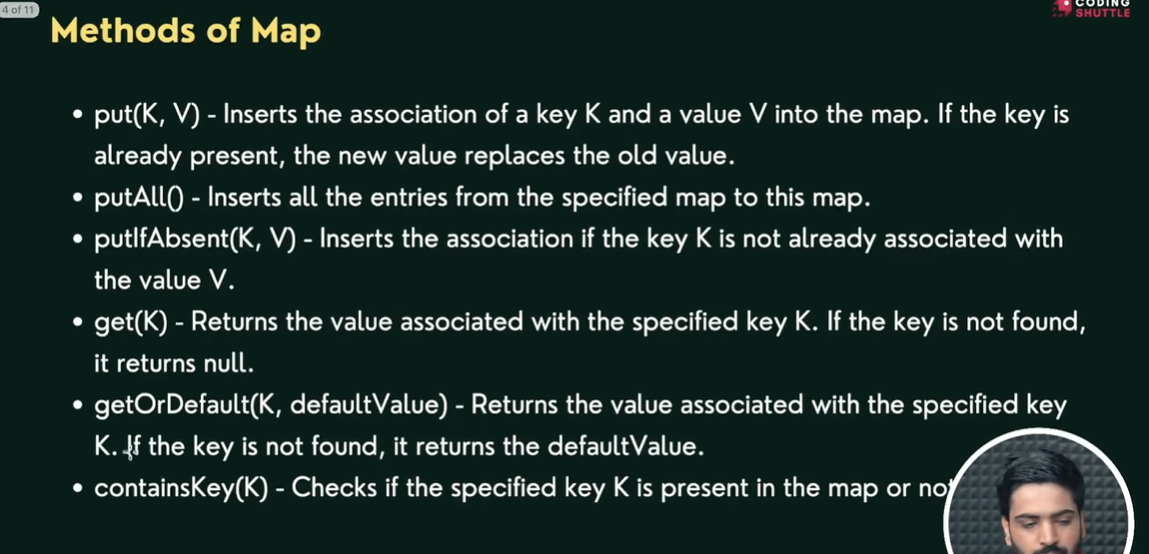 4 of 11
CODING
SHUTTLE
Methods of Map
• put(K, V) - Inserts the association of a key K and a value V into the map. If the key is
already present, the new value replaces the old value.
• putAll() - Inserts all the entries from the specified map to this map.
• putIfAbsent(K, V) - Inserts the association if the key K is not already associated with
the value V.
• get(K) - Returns the value associated with the specified key K. If the key is not found,
it returns null.
• getOrDefault(K, defaultValue) - Returns the value associated with the specified key
K. If the key is not found, it returns the defaultValue.
• containsKey(K) - Checks if the specified key K is present in the map or not